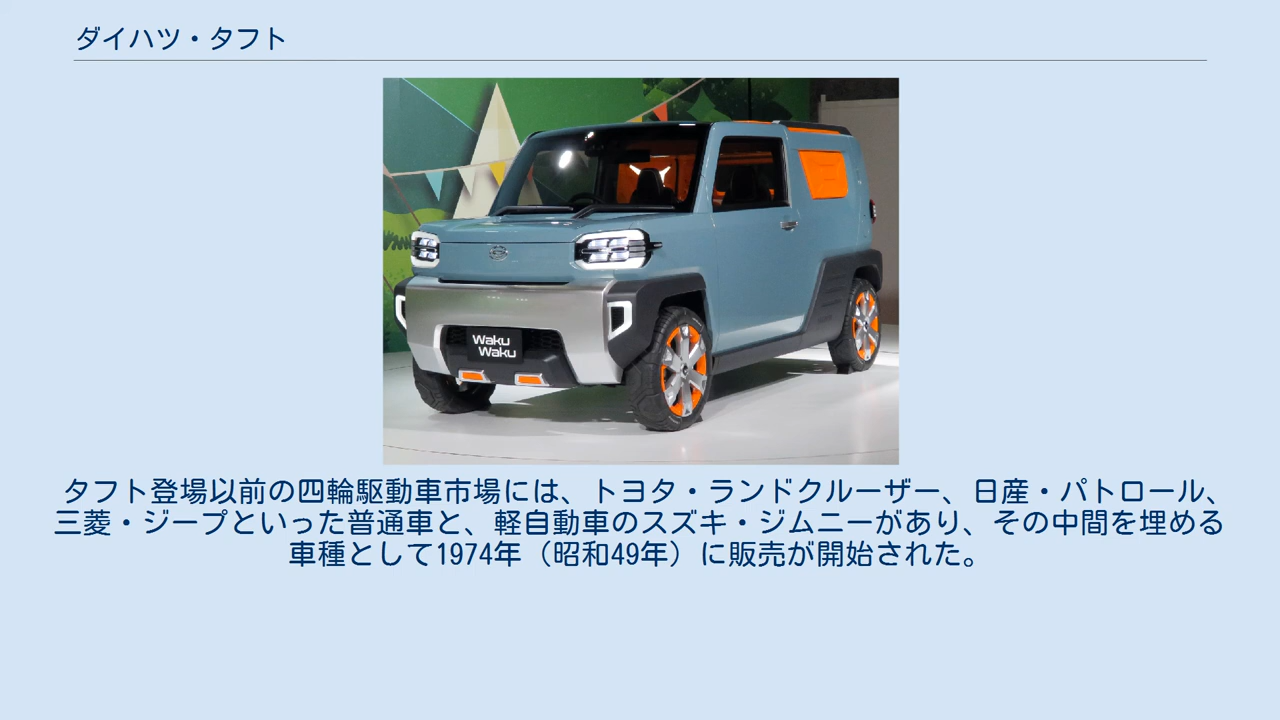 ダイハツ・タフト
Waku
Waku
タフト登場以前の四輪駆動車市場には、トヨタ・ランドクルーザー、日産・パトロール、
三菱・ジープといった普通車と、軽自動車のスズキ・ジムニーがあり、その中間を埋める
車種として1974年（昭和49年）に販売が開始された。